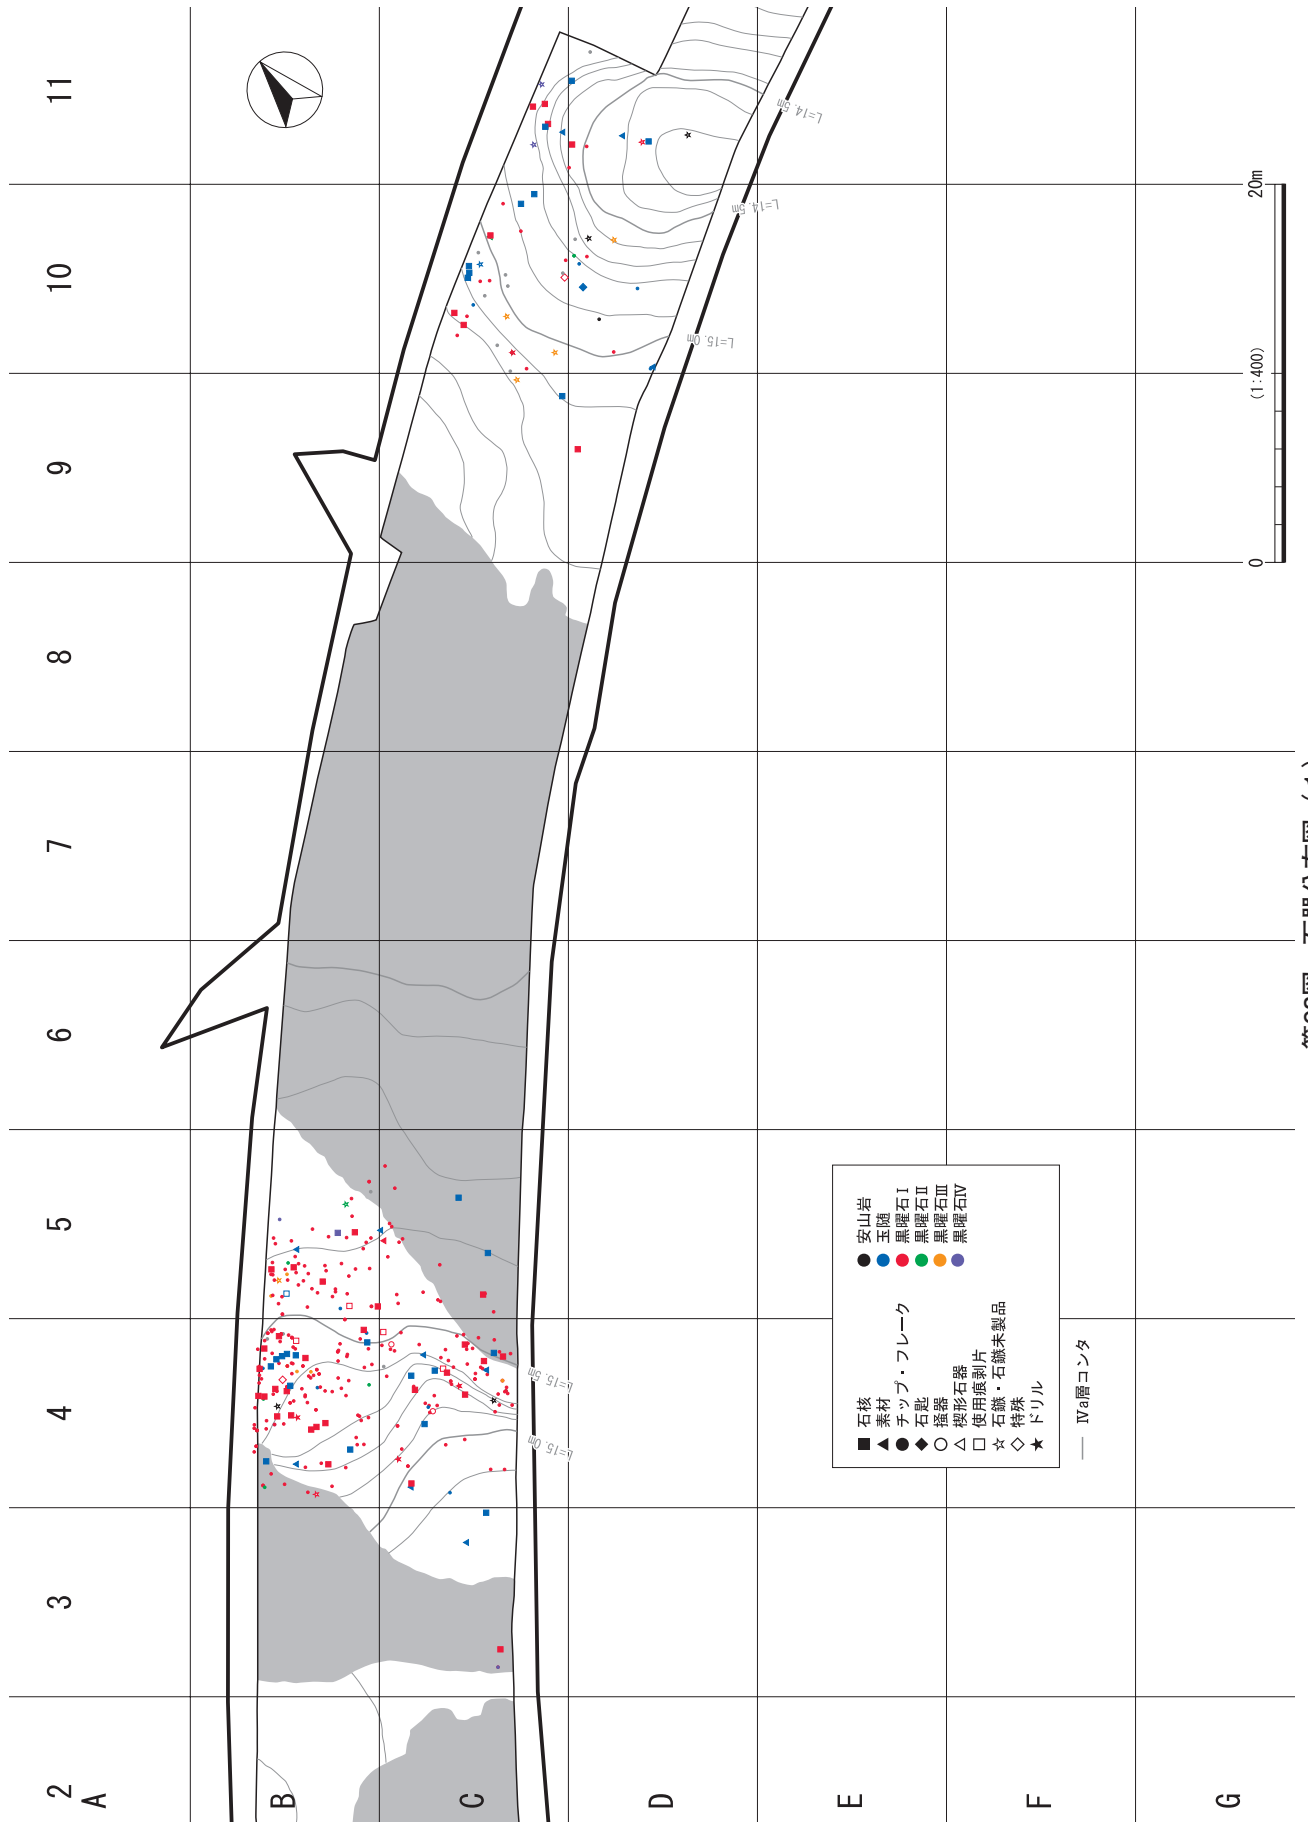 11
10
9
8
7
6
5
4
3
2
A
B
C
D
E
F
G
L=14.5m
L=14.5m
L=15.0m
L=15.5m
L=15.0m
0
(1:400)
20m
石核
素材
チップ・フレーク
石匙
掻器
楔形石器
使用痕剥片
石鏃・石鏃未製品
特殊
ドリル
安山岩
玉随
黒曜石Ⅰ
黒曜石Ⅱ
黒曜石Ⅲ
黒曜石Ⅳ
Ⅳa層コンタ